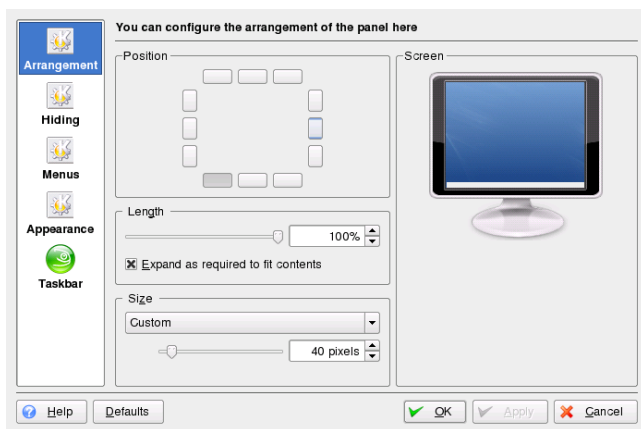 You can configure the arrangement of the panel here
Arrangement
Hiding
Menus
Appearance
Taskbar
Position
Screen
Length
100%
Expand as required to fit contents
Size
Custom
40 pixels
Help
Defaults
OK
Apply
Cancel